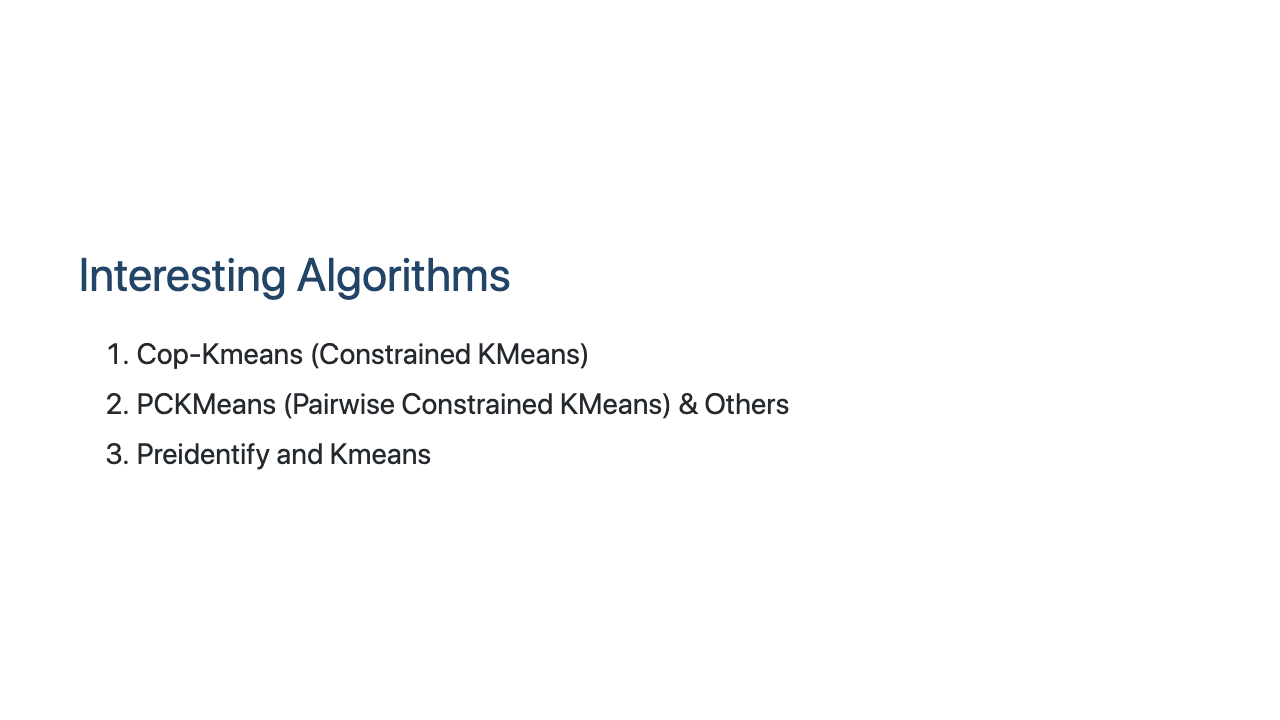 Interesting Algorithms
1. Cop-Kmeans (Constrained KMeans)
2. PCKMeans (Pairwise Constrained KMeans) & Others
3. Preidentify and Kmeans